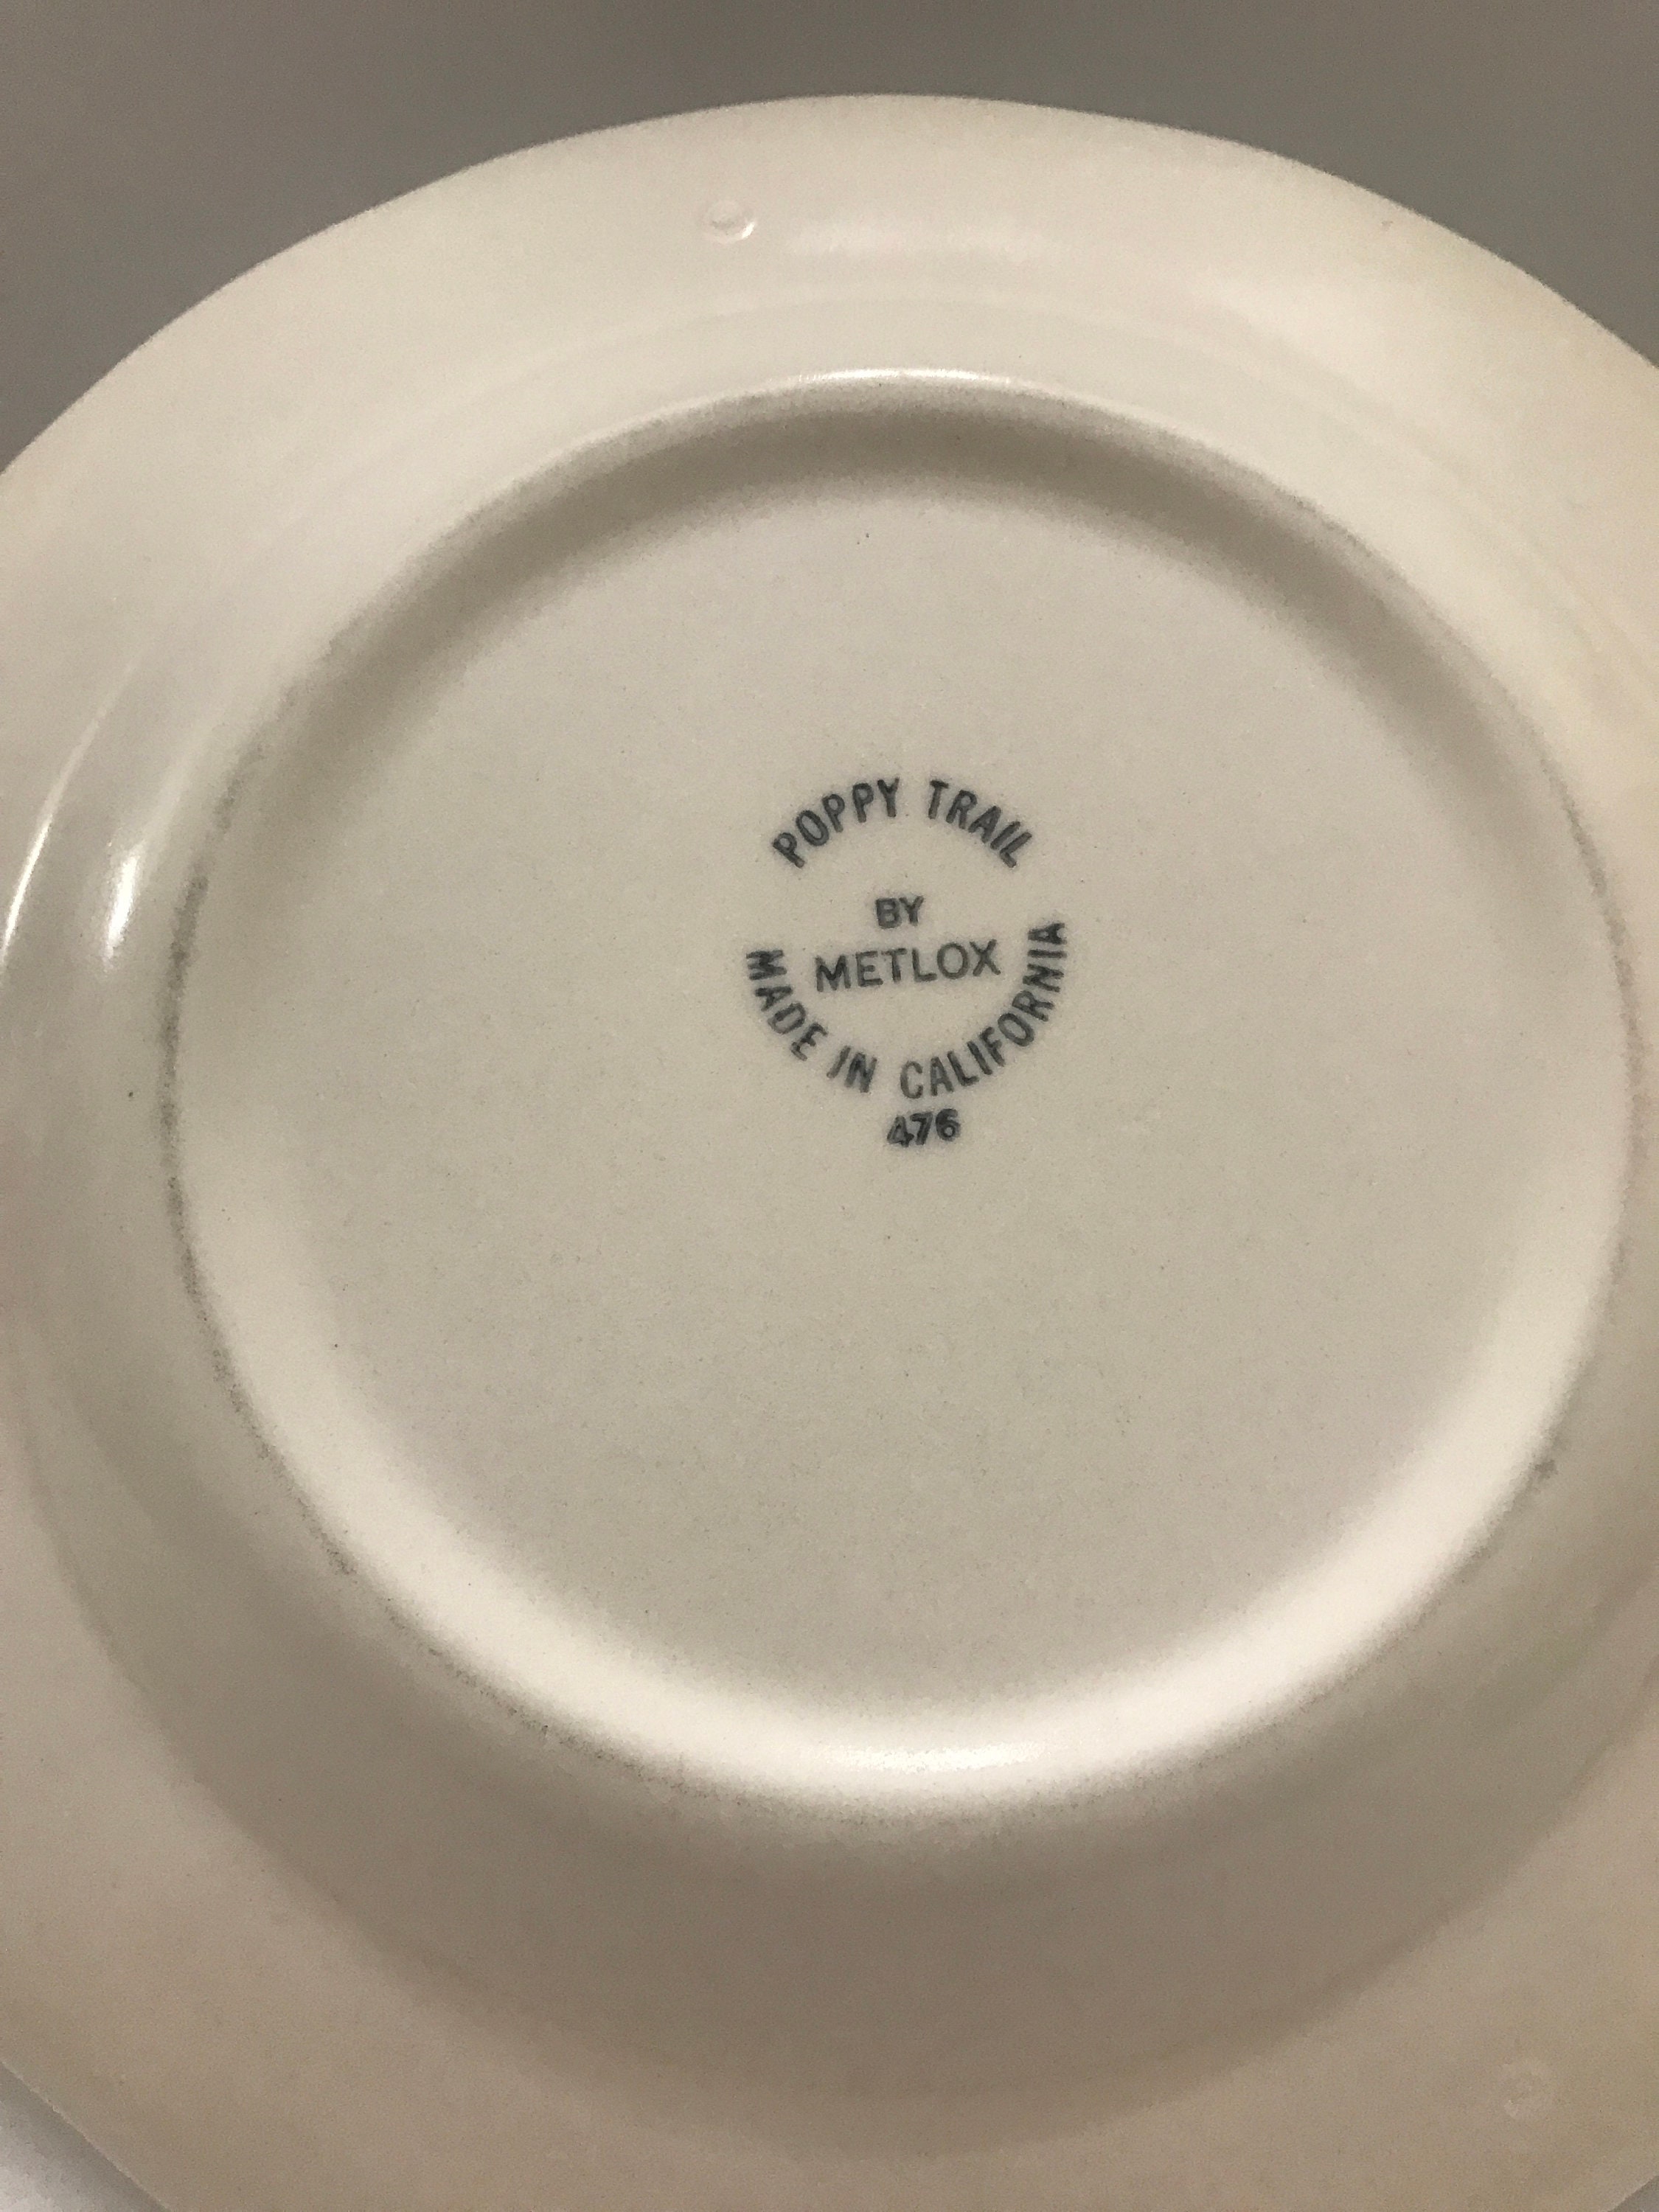 POPPY TRAIL
BY
METLOX
MADE IN CALIFORNIA
476